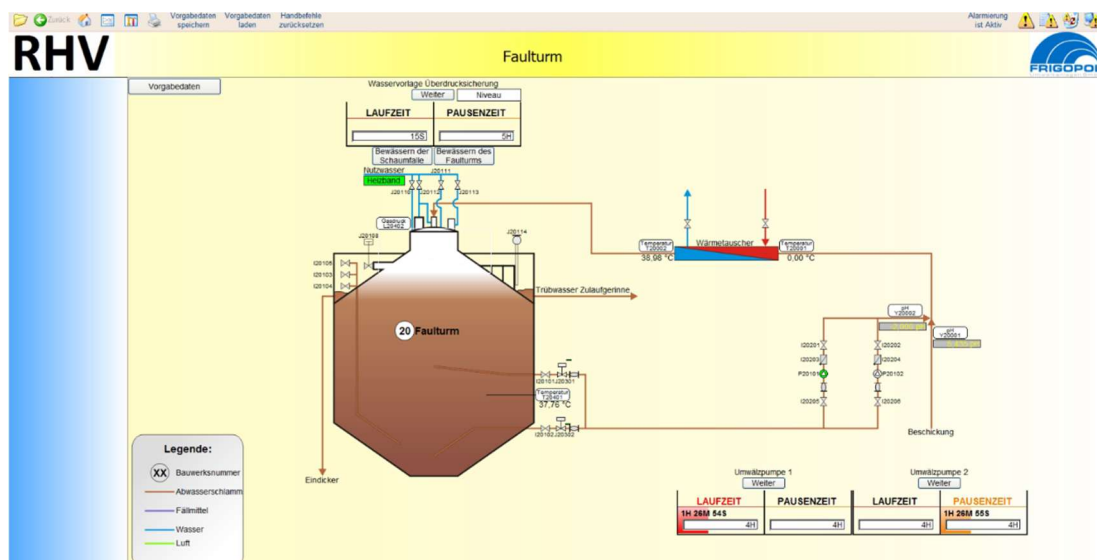 Zurück
Vorgabedaten speichern
Vorgabedaten laden
Handbefehle zurücksetzen
Alarmierung ist Aktiv
RHV
Faulturm
FRIGOPOL
Vorgabedaten
Wasservorlage Überdrucksicherung
Weiter
Niveau
LAUFZEIT
PAUSENZEIT
15S
5H
Bewässern der Schaumfalle
Bewässern des Faulturms
Nutzwasser
Heizband
J20111
J20110
J20112
J20113
Gasdruck
L20402
J20108
J20114
I20105
I20103
I20104
Temperatur
T20002
38,98 °C
Wärmetauscher
Temperatur
T20001
0,00 °C
Trübwasser Zulaufgerinne
20 Faulturm
pH
Y20002
pH
Y20001
I20201
I20202
I20203
I20204
P20101
P20102
I20205
I20206
I20101
J20301
Temperatur
T20401
37,76 °C
I20102
J20302
Beschickung
Eindicker
Legende:
XX Bauwerksnummer
Abwasserschlamm
Fällmittel
Wasser
Luft
Umwälzpumpe 1
Weiter
LAUFZEIT
PAUSENZEIT
1H 26M 54S
4H
4H
Umwälzpumpe 2
Weiter
LAUFZEIT
PAUSENZEIT
1H 26M 55S
4H
4H